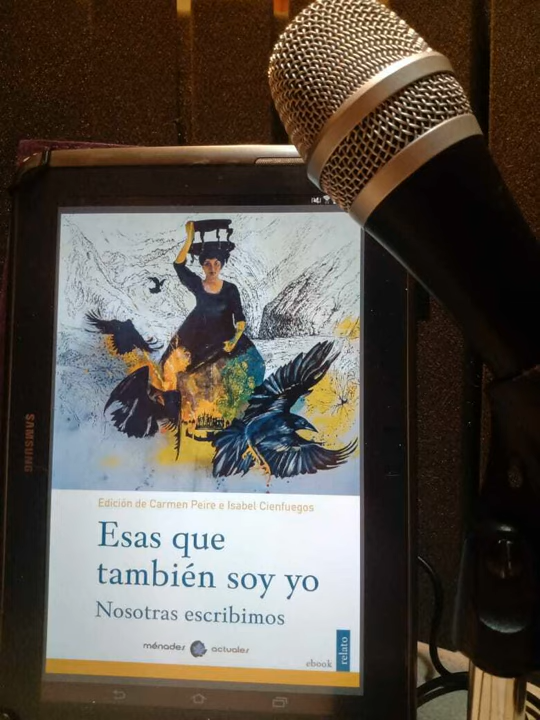 SAMSUNG
Edición de Carmen Peire e Isabel Cienfuegos
Esas que
también soy yo
Nosotras escribimos
ménades actuales
ebook
relato